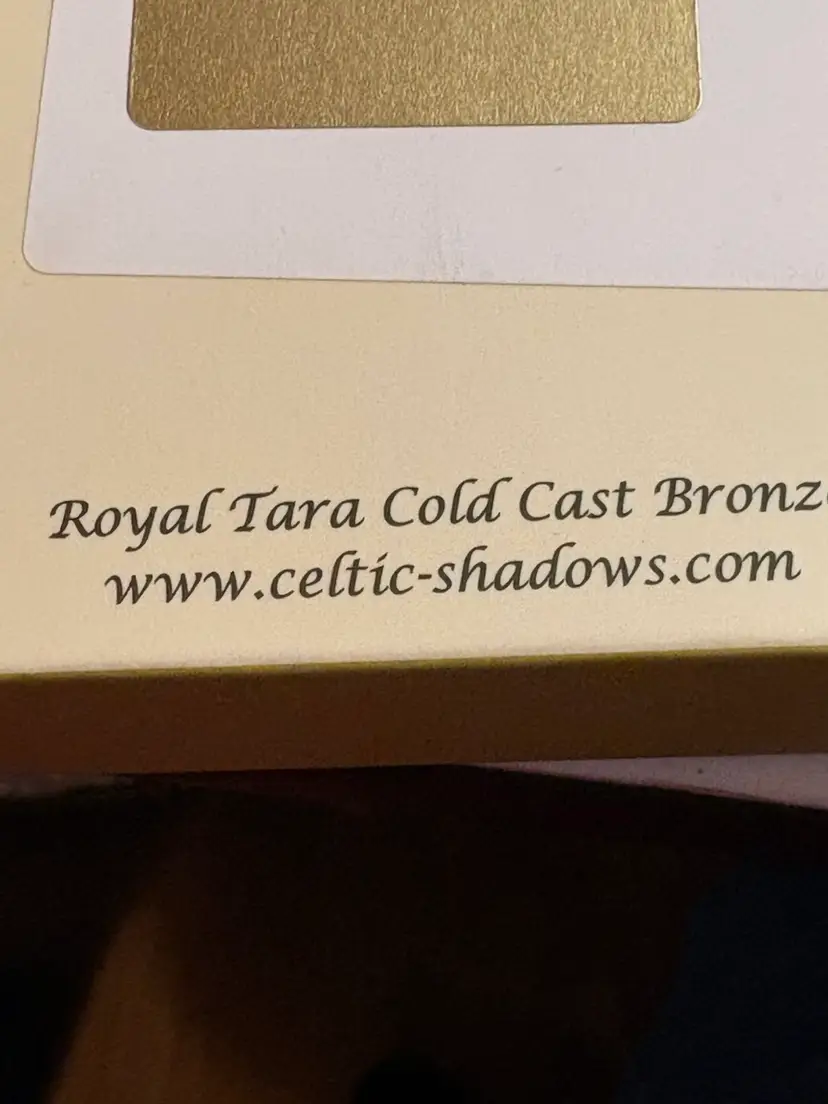 Royal Tara Cold Cast Bronz
www.celtic-shadows.com